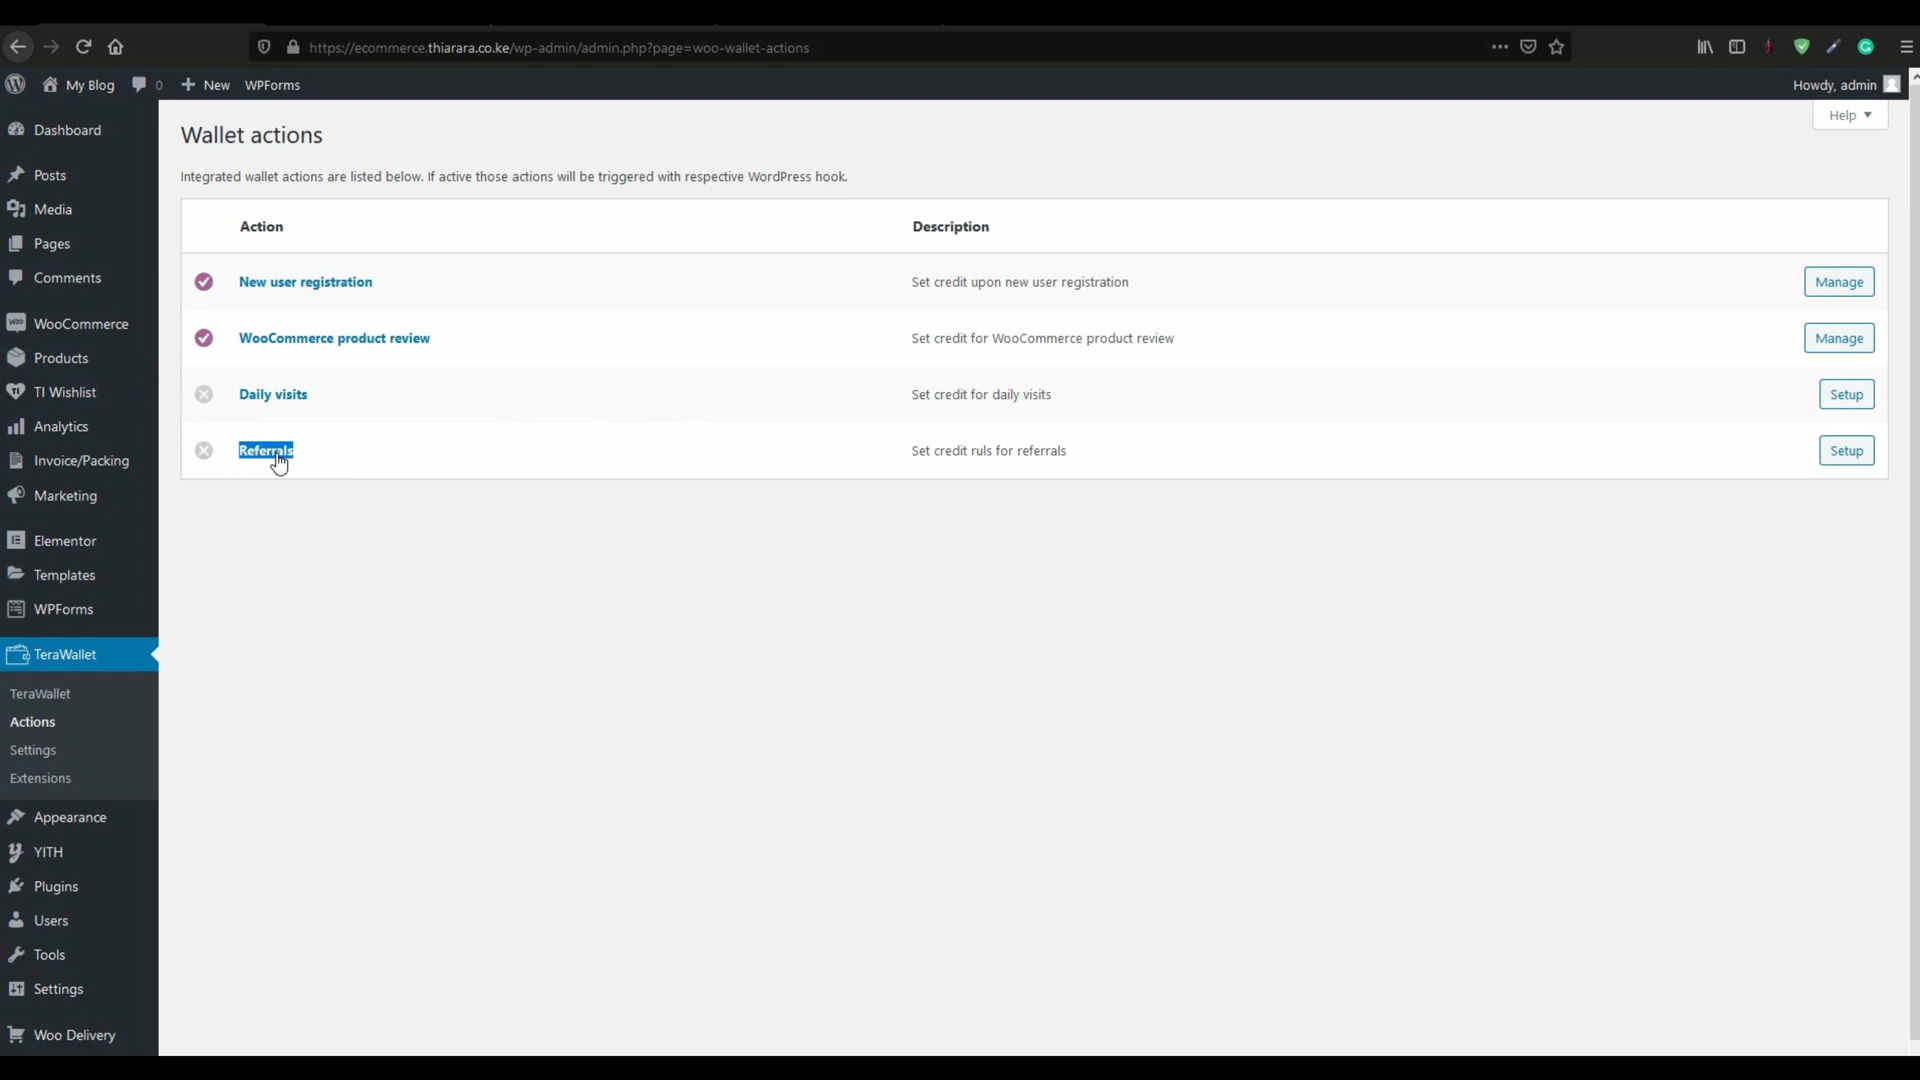 https://ecommerce.thiarara.co.ke/wp-admin/admin.php?page=woo-wallet-actions
My Blog 0 New WPForms Howdy, admin
Help
Dashboard
Posts
Media
Pages
Comments
WooCommerce
Products
TI Wishlist
Analytics
Invoice/Packing
Marketing
Elementor
Templates
WPForms
TeraWallet
TeraWallet
Actions
Settings
Extensions
Appearance
YITH
Plugins
Users
Tools
Settings
Woo Delivery
Wallet actions
Integrated wallet actions are listed below. If active those actions will be triggered with respective WordPress hook.
Action Description
New user registration Set credit upon new user registration Manage
WooCommerce product review Set credit for WooCommerce product review Manage
Daily visits Set credit for daily visits Setup
Referrals Set credit ruls for referrals Setup